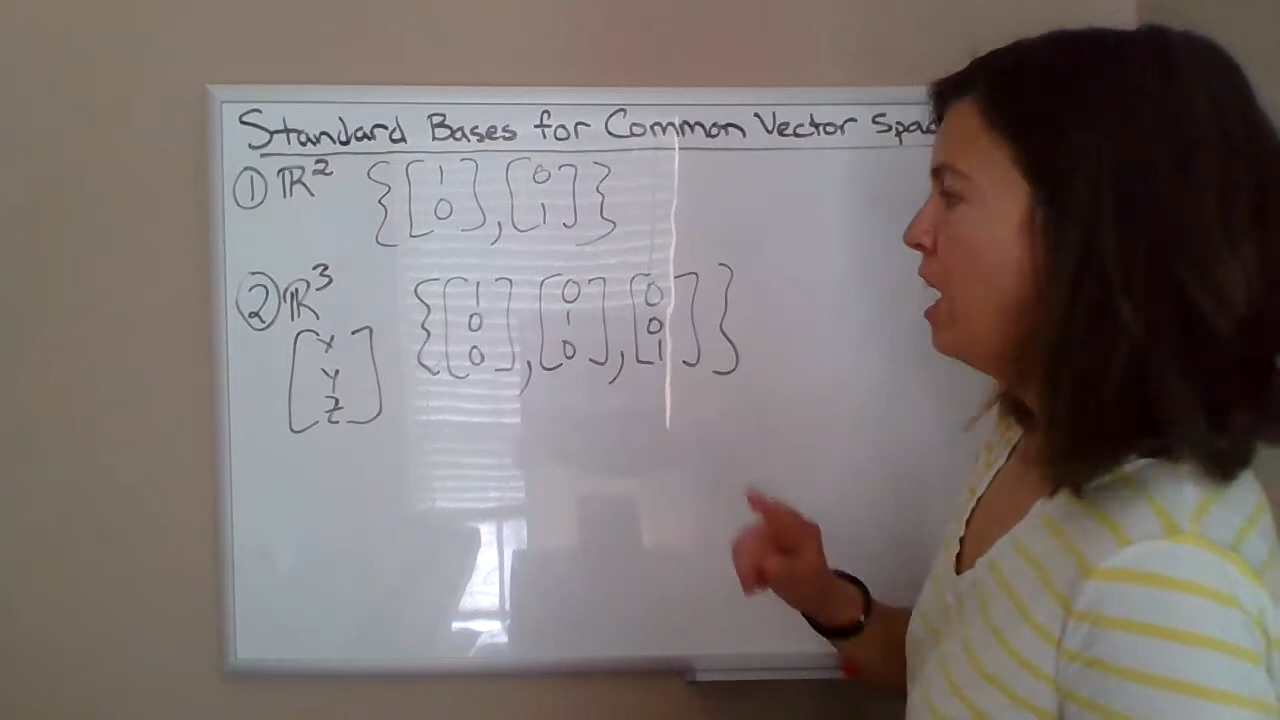 Standard Bases for Common Vector Spac
① ℝ² {[1 0], [0 1]}
② ℝ³ {[1 0 0], [0 1 0], [0 0 1]}
[x y z]